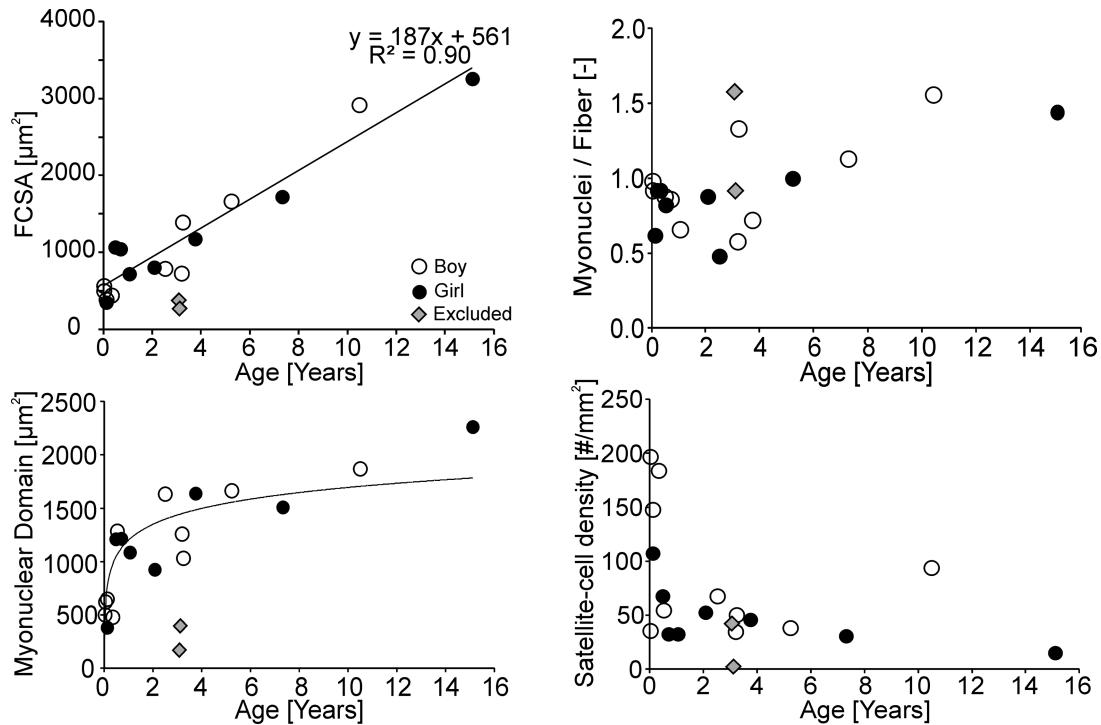 4000
3000
2000
1000
0
FCSA [µm²]
y = 187x + 561
R² = 0.90
Boy
Girl
Excluded
0 2 4 6 8 10 12 14 16
Age [Years]
2.0
1.5
1.0
0.5
0.0
Myonuclei / Fiber [-]
0 2 4 6 8 10 12 14 16
Age [Years]
2500
2000
1500
1000
500
0
Myonuclear Domain [µm²]
0 2 4 6 8 10 12 14 16
Age [Years]
250
200
150
100
50
0
Satellite-cell density [#/mm²]
0 2 4 6 8 10 12 14 16
Age [Years]